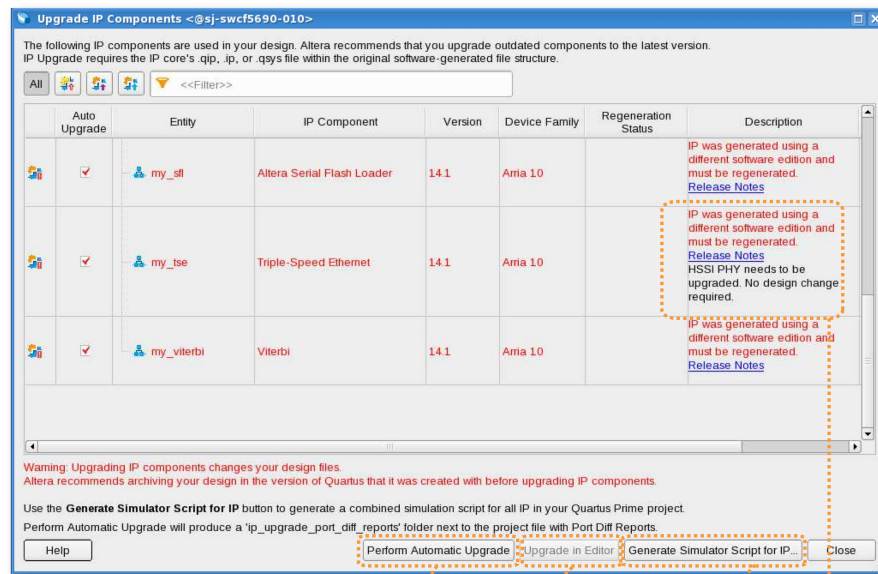 Upgrade IP Components <@sj-swcf5690-010>
The following IP components are used in your design. Altera recommends that you upgrade outdated components to the latest version.
IP Upgrade requires the IP core's .qip, .ip, or .qsys file within the original software-generated file structure.
All
<<Filter>>
Auto Upgrade Entity IP Component Version Device Family Regeneration Status Description
my_sfl Altera Serial Flash Loader 14.1 Arria 10
IP was generated using a
different software edition and
must be regenerated.
Release Notes
my_tse Triple-Speed Ethernet 14.1 Arria 10
IP was generated using a
different software edition and
must be regenerated.
Release Notes
HSSI PHY needs to be
upgraded. No design change
required.
my_viterbi Viterbi 14.1 Arria 10
IP was generated using a
different software edition and
must be regenerated.
Release Notes
Warning: Upgrading IP components changes your design files.
Altera recommends archiving your design in the version of Quartus that it was created with before upgrading IP components.
Use the Generate Simulator Script for IP button to generate a combined simulation script for all IP in your Quartus Prime project.
Perform Automatic Upgrade will produce a 'ip_upgrade_port_diff_reports' folder next to the project file with Port Diff Reports.
Help Perform Automatic Upgrade Upgrade in Editor Generate Simulator Script for IP... Close